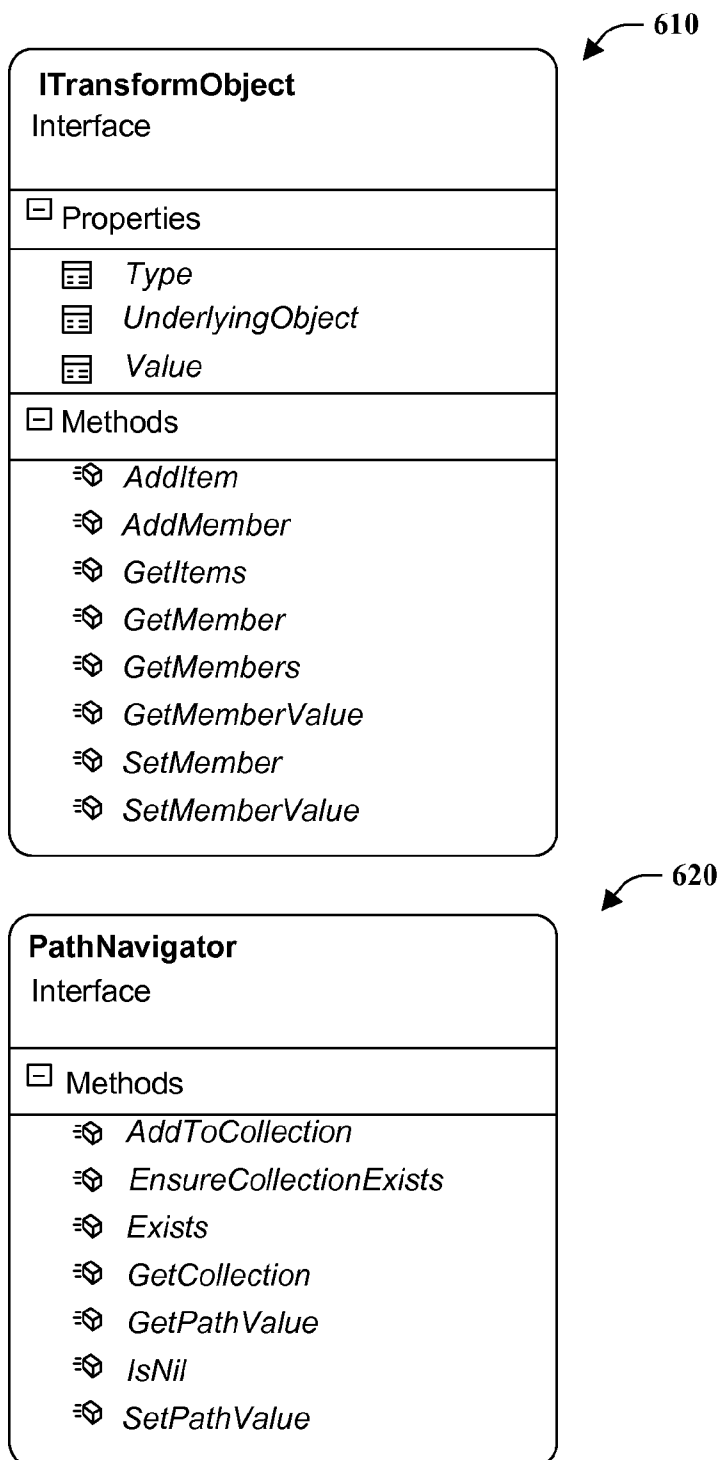 610
ITransformObject
Interface
Properties
Type
UnderlyingObject
Value
Methods
AddItem
AddMember
GetItems
GetMember
GetMembers
GetMemberValue
SetMember
SetMemberValue
620
PathNavigator
Interface
Methods
AddToCollection
EnsureCollectionExists
Exists
GetCollection
GetPathValue
IsNil
SetPathValue